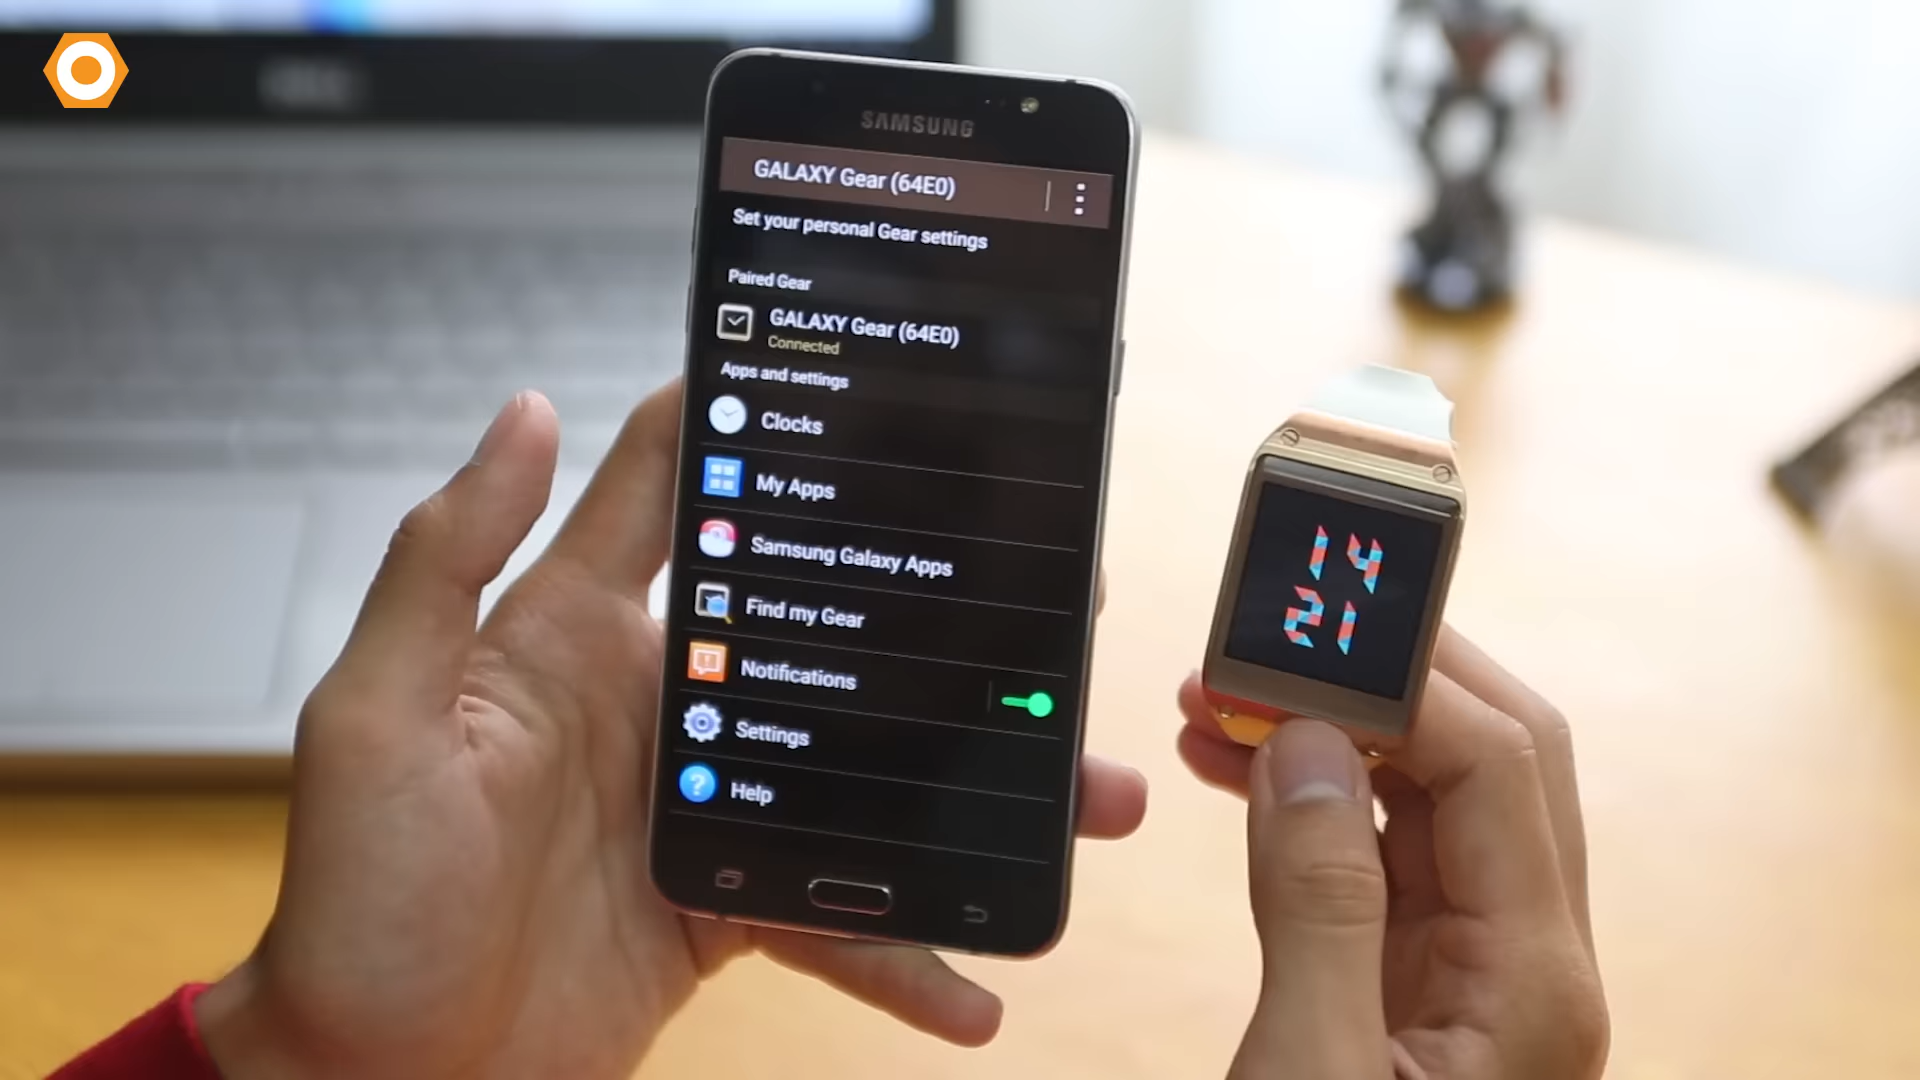 SAMSUNG
GALAXY Gear (64E0)
Set your personal Gear settings
Paired Gear
GALAXY Gear (64E0)
Connected
Apps and settings
Clocks
My Apps
Samsung Galaxy Apps
Find my Gear
Notifications
Settings
Help
14
21